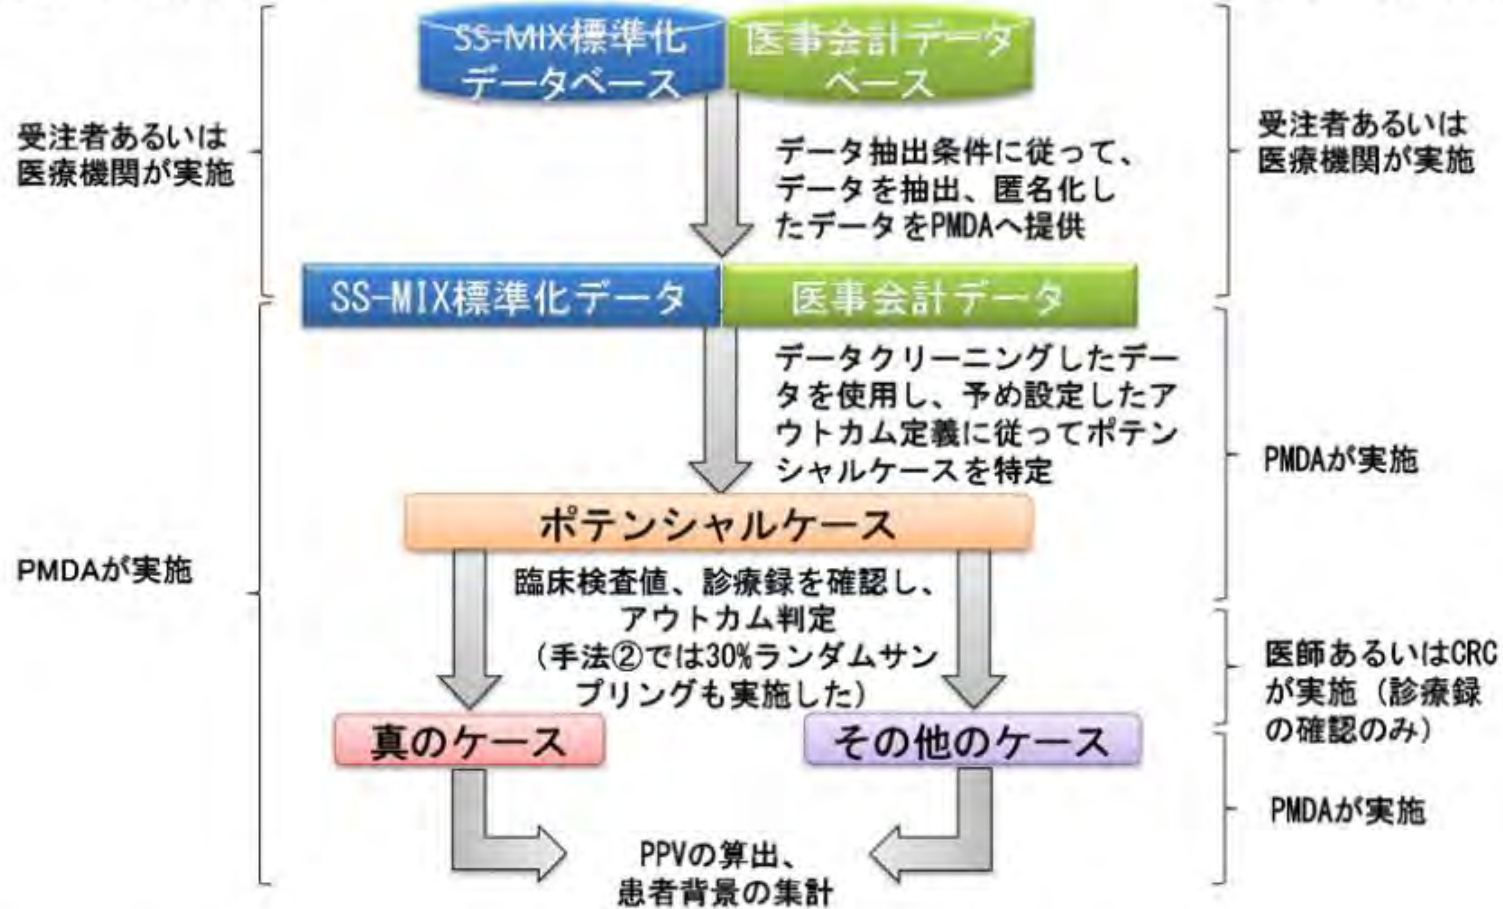 SS-MIX標準化
データベース
医事会計データ
ベース
受注者あるいは
医療機関が実施
データ抽出条件に従って、
データを抽出、匿名化し
たデータをPMDAへ提供
受注者あるいは
医療機関が実施
SS-MIX標準化データ
医事会計データ
データクリーニングしたデー
タを使用し、予め設定したア
ウトカム定義に従ってポテン
シャルケースを特定
PMDAが実施
ポテンシャルケース
PMDAが実施
臨床検査値、診療録を確認し、
アウトカム判定
（手法②では30%ランダムサン
プリングも実施した）
医師あるいはCRC
が実施（診療録
の確認のみ）
真のケース
その他のケース
PMDAが実施
PPVの算出、
患者背景の集計